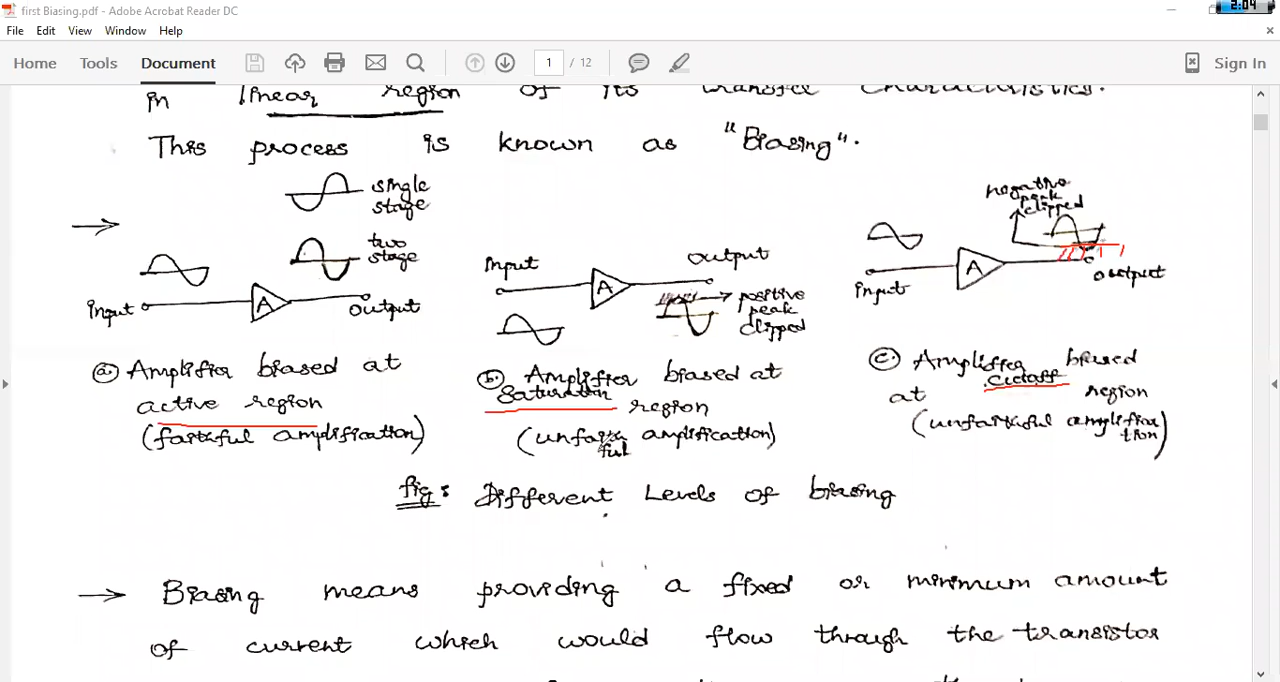 first Biasing.pdf - Adobe Acrobat Reader DC
2:04
File Edit View Window Help
Home Tools Document 1 / 12 Sign In
in linear region of its transfer characteristics.
This process is known as "Biasing".
single
stage
two
stage
Input
A
output
(a) Amplifier biased at
active region
(faithful amplification)
Input
A
output
positive
peak
clipped
(b) Amplifier biased at
Saturation region
(unfaithful amplification)
negative
peak
clipped
Input
A
output
(c) Amplifier biased
at cutoff region
(unfaithful amplification)
fig: Different Levels of biasing
→ Biasing means providing a fixed or minimum amount
of current which would flow through the transistor